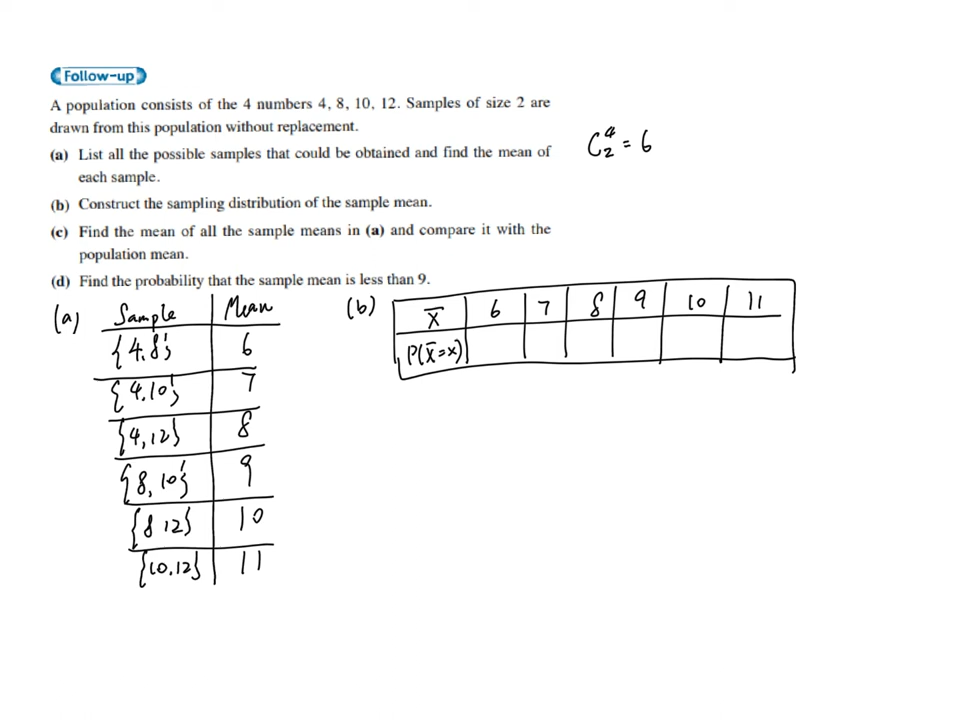 Follow-up
A population consists of the 4 numbers 4, 8, 10, 12. Samples of size 2 are
drawn from this population without replacement.
(a) List all the possible samples that could be obtained and find the mean of
each sample.
(b) Construct the sampling distribution of the sample mean.
(c) Find the mean of all the sample means in (a) and compare it with the
population mean.
(d) Find the probability that the sample mean is less than 9.
C⁴₂ = 6
(a) Sample Mean
{4,8} 6
{4,10} 7
{4,12} 8
{8,10} 9
{8 12} 10
{10,12} 11
(b) X̅ 6 7 8 9 10 11
P(X̅=x)